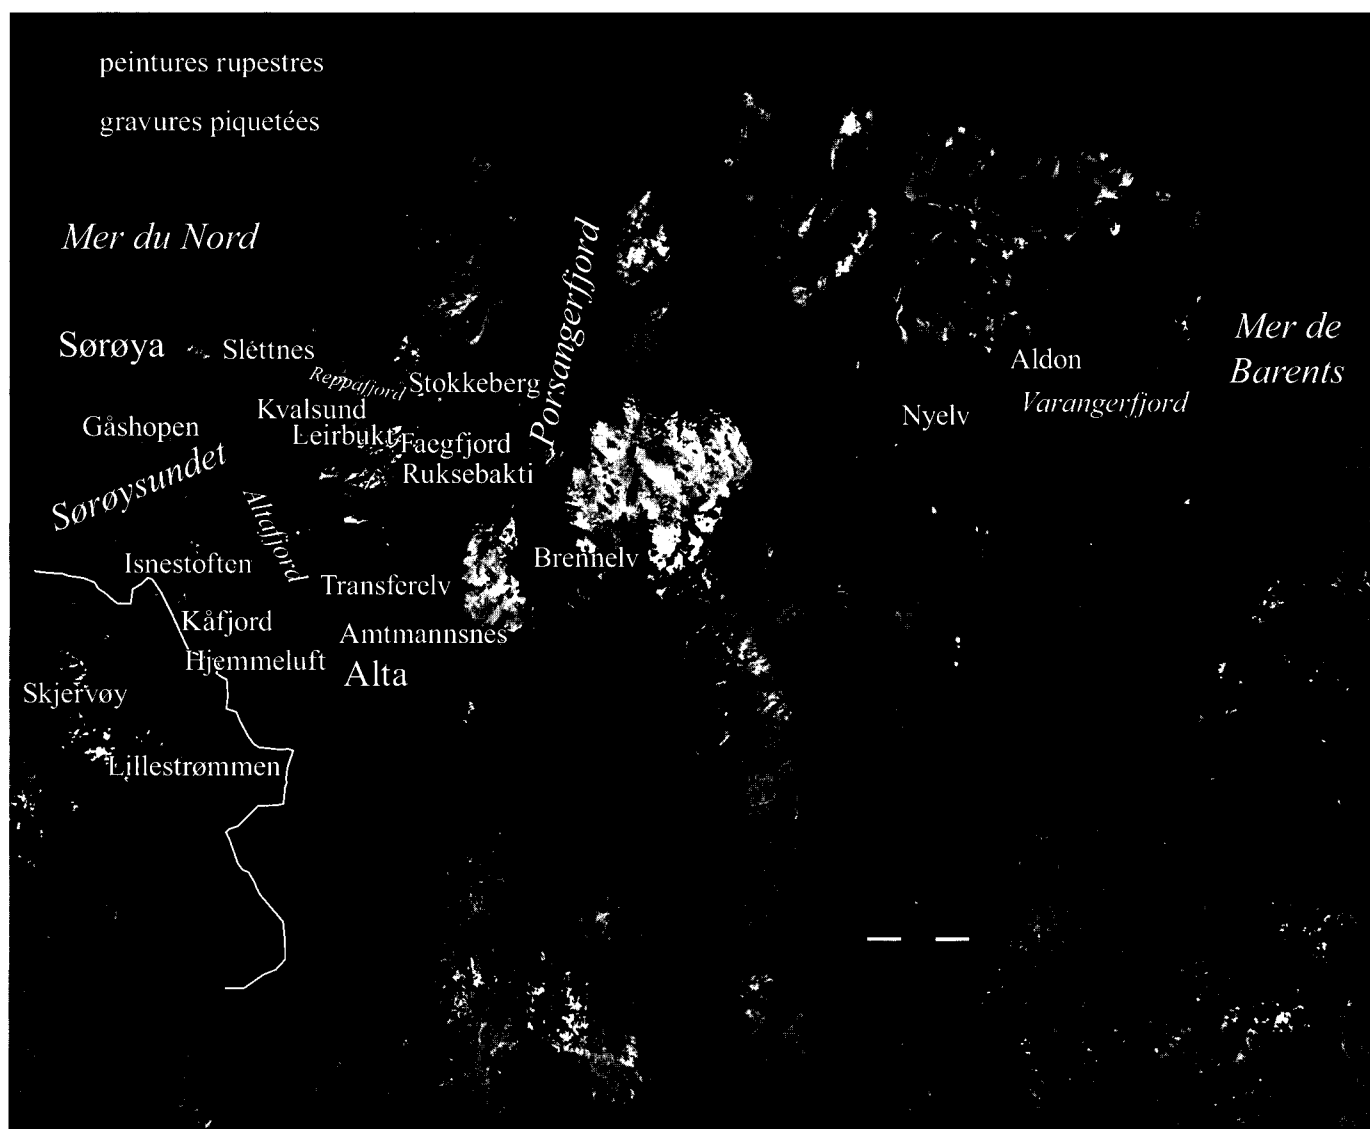 peintures rupestres
gravures piquetées
Mer du Nord
Porsangerfjord
Sørøya
Slettnes
Reppafjord
Stokkeberg
Mer de
Barents
Aldon
Varangerfjord
Nyelv
Kvalsund
Gåshopen
Leirbukt
Faegfjord
Ruksebakti
Sørøysundet
Altafjord
Isnestoften
Transferelv
Brennelv
Kåfjord
Amtmannsnes
Hjemmeluft
Alta
Skjervøy
Lillestrømmen